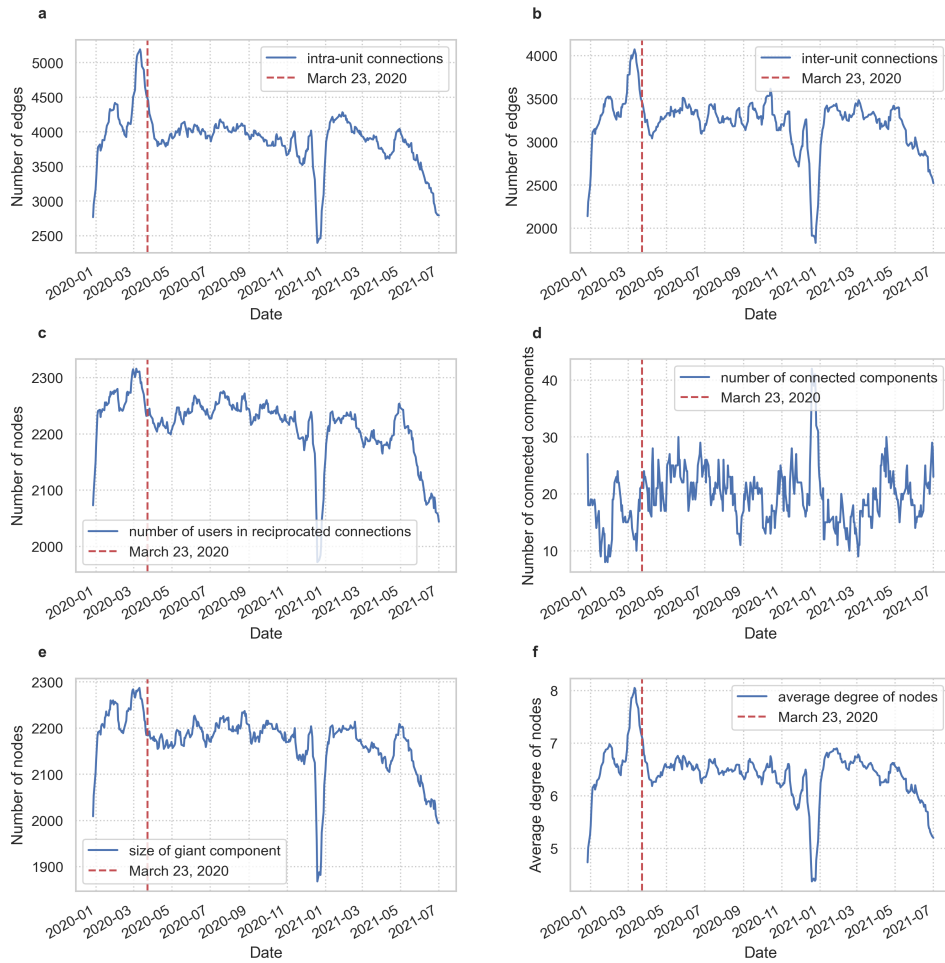 a
Number of edges
5000
4500
4000
3500
3000
2500
intra-unit connections
March 23, 2020
2020-01
2020-03
2020-05
2020-07
2020-09
2020-11
2021-01
2021-03
2021-05
2021-07
Date
b
Number of edges
4000
3500
3000
2500
2000
inter-unit connections
March 23, 2020
2020-01
2020-03
2020-05
2020-07
2020-09
2020-11
2021-01
2021-03
2021-05
2021-07
Date
c
Number of nodes
2300
2200
2100
2000
number of users in reciprocated connections
March 23, 2020
2020-01
2020-03
2020-05
2020-07
2020-09
2020-11
2021-01
2021-03
2021-05
2021-07
Date
d
Number of connected components
40
30
20
10
number of connected components
March 23, 2020
2020-01
2020-03
2020-05
2020-07
2020-09
2020-11
2021-01
2021-03
2021-05
2021-07
Date
e
Number of nodes
2300
2200
2100
2000
1900
size of giant component
March 23, 2020
2020-01
2020-03
2020-05
2020-07
2020-09
2020-11
2021-01
2021-03
2021-05
2021-07
Date
f
Average degree of nodes
8
7
6
5
average degree of nodes
March 23, 2020
2020-01
2020-03
2020-05
2020-07
2020-09
2020-11
2021-01
2021-03
2021-05
2021-07
Date